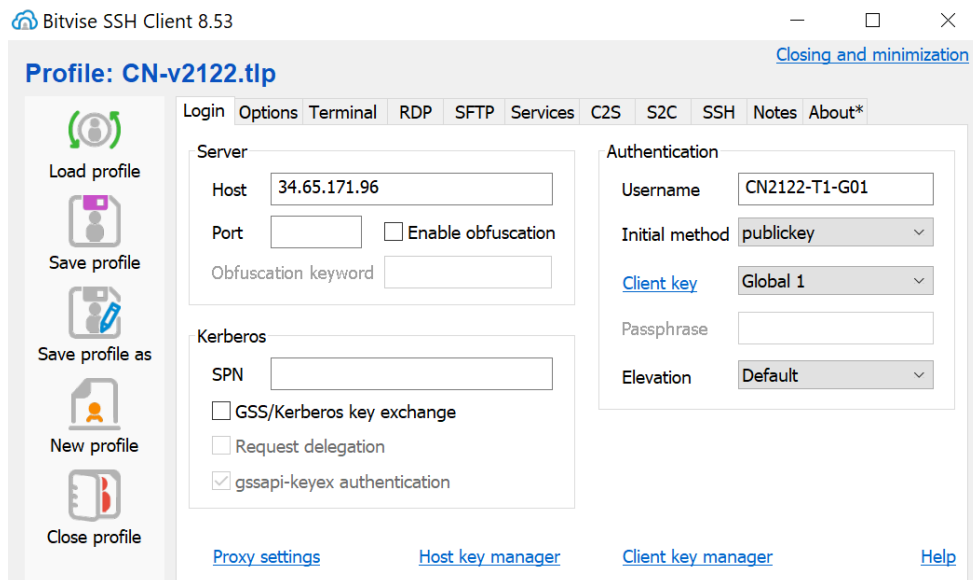 Bitvise SSH Client 8.53
Closing and minimization
Profile: CN-v2122.tlp
Load profile
Save profile
Save profile as
New profile
Close profile
Login Options Terminal RDP SFTP Services C2S S2C SSH Notes About*
Server
Host 34.65.171.96
Port Enable obfuscation
Obfuscation keyword
Kerberos
SPN
GSS/Kerberos key exchange
Request delegation
gssapi-keyex authentication
Authentication
Username CN2122-T1-G01
Initial method publickey
Client key Global 1
Passphrase
Elevation Default
Proxy settings Host key manager Client key manager Help